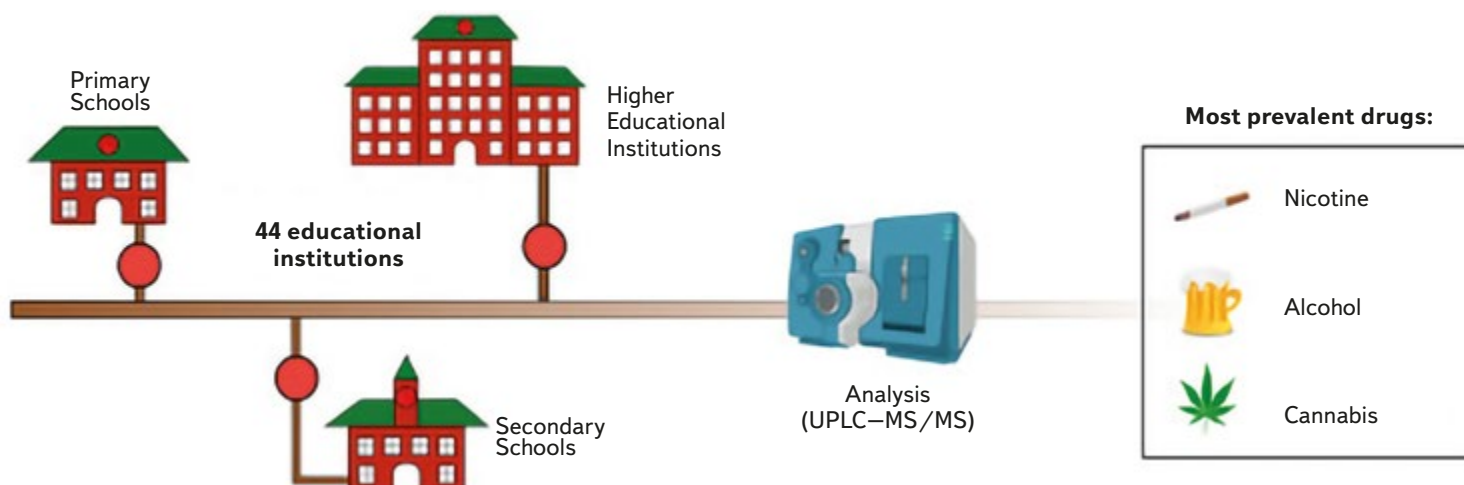 Primary
Schools
Higher
Educational
Institutions
44 educational
institutions
Secondary
Schools
Analysis
(UPLC–MS/MS)
Most prevalent drugs:
Nicotine
Alcohol
Cannabis